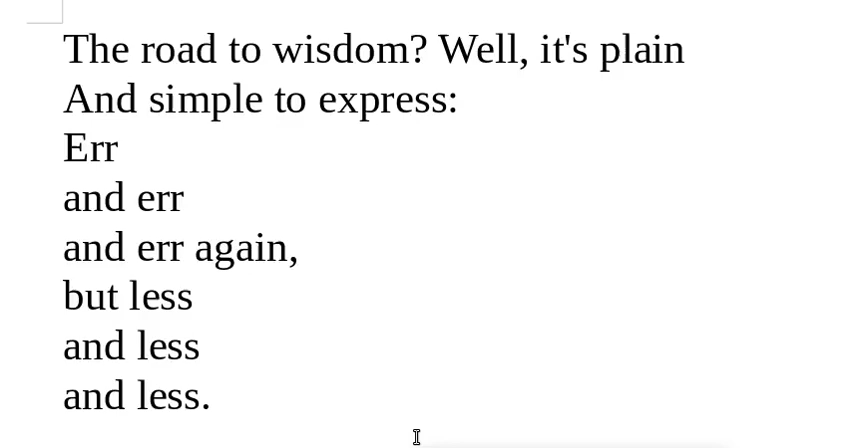 The road to wisdom? Well, it's plain
And simple to express:
Err
and err
and err again,
but less
and less
and less.